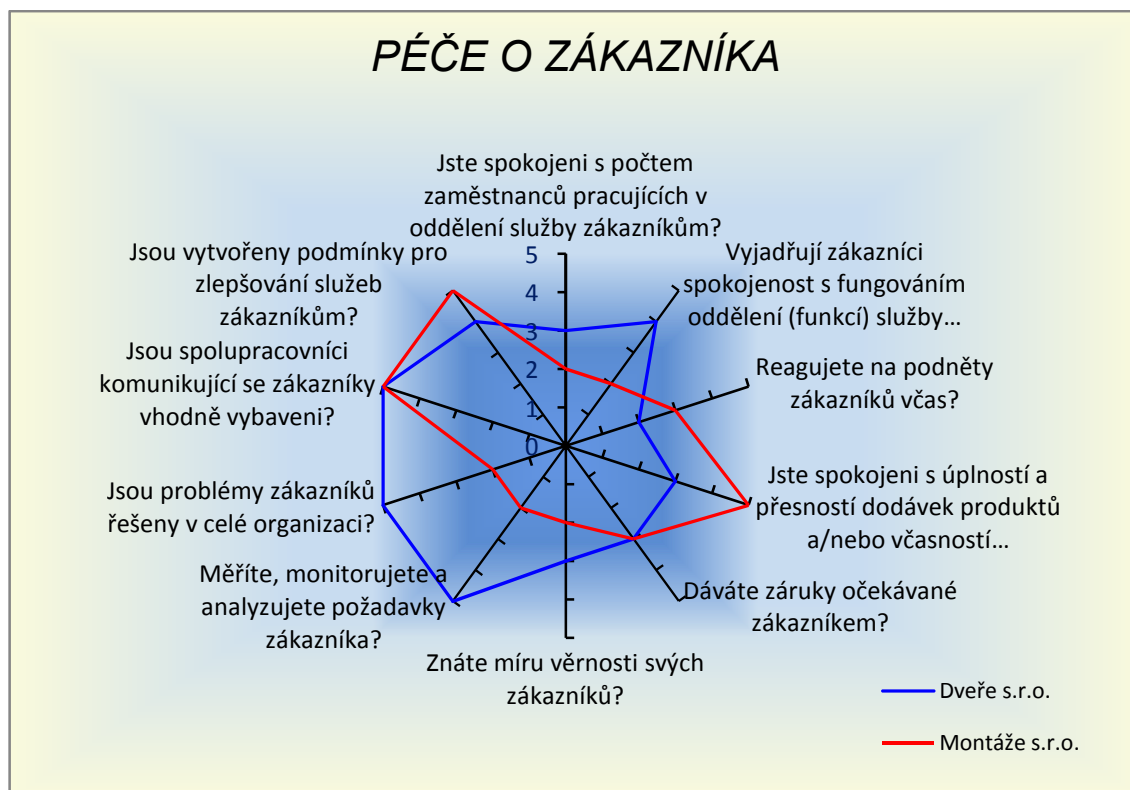 PÉČE O ZÁKAZNÍKA
Jste spokojeni s počtem
zaměstnanců pracujících v
oddělení služby zákazníkům?
Vyjadřují zákazníci
spokojenost s fungováním
oddělení (funkcí) služby…
Reagujete na podněty
zákazníků včas?
Jste spokojeni s úplností a
přesností dodávek produktů
a/nebo včasností…
Dáváte záruky očekávané
zákazníkem?
Znáte míru věrnosti svých
zákazníků?
Měříte, monitorujete a
analyzujete požadavky
zákazníka?
Jsou problémy zákazníků
řešeny v celé organizaci?
Jsou spolupracovníci
komunikující se zákazníky
vhodně vybaveni?
Jsou vytvořeny podmínky pro
zlepšování služeb
zákazníkům?
5
4
3
2
1
0
Dveře s.r.o.
Montáže s.r.o.